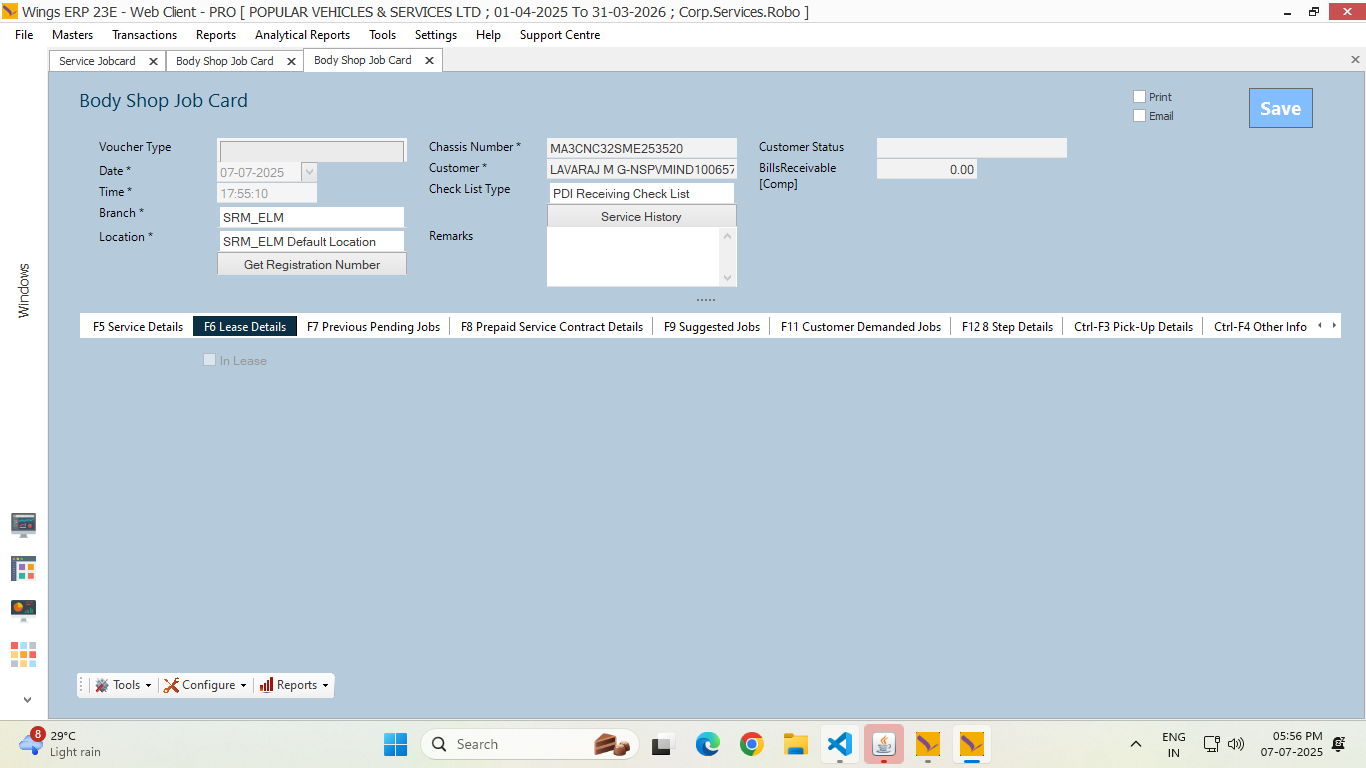 Wings ERP 23E - Web Client - PRO [ POPULAR VEHICLES & SERVICES LTD ; 01-04-2025 To 31-03-2026 ; Corp.Services.Robo ]
File Masters Transactions Reports Analytical Reports Tools Settings Help Support Centre
Service Jobcard Body Shop Job Card Body Shop Job Card
Body Shop Job Card
Print
Email
Save
Voucher Type
Date * 07-07-2025
Time * 17:55:10
Branch * SRM_ELM
Location * SRM_ELM Default Location
Get Registration Number
Chassis Number * MA3CNC32SME253520
Customer * LAVARAJ M G-NSPVMIND100657
Check List Type PDI Receiving Check List
Service History
Remarks
Customer Status
BillsReceivable [Comp] 0.00
Windows
F5 Service Details F6 Lease Details F7 Previous Pending Jobs F8 Prepaid Service Contract Details F9 Suggested Jobs F11 Customer Demanded Jobs F12 8 Step Details Ctrl-F3 Pick-Up Details Ctrl-F4 Other Info
In Lease
Tools Configure Reports
8
29°C
Light rain
Search
ENG
IN
05:56 PM
07-07-2025